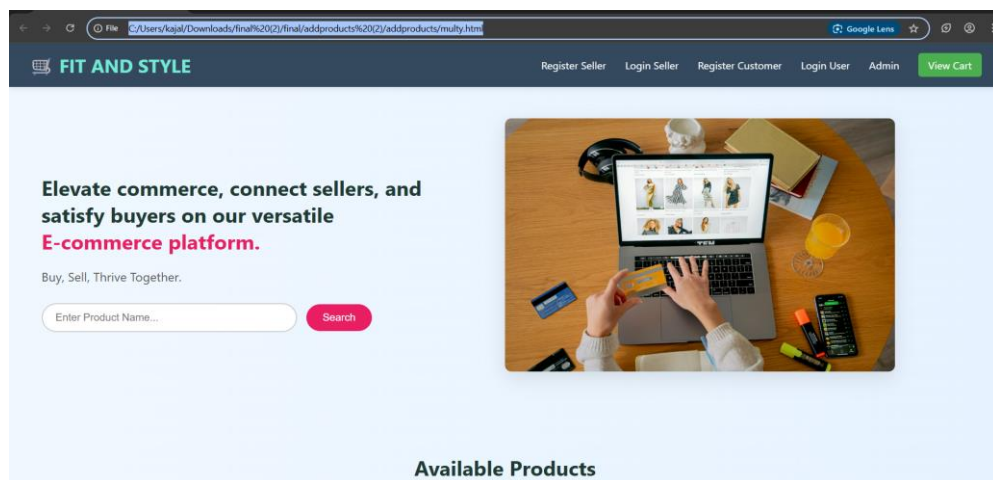 File C:/Users/kajal/Downloads/final%20(2)/final/addproducts%20(2)/addproducts/multy.html Google Lens
FIT AND STYLE Register Seller Login Seller Register Customer Login User Admin View Cart
Elevate commerce, connect sellers, and
satisfy buyers on our versatile
E-commerce platform.
Buy, Sell, Thrive Together.
Enter Product Name... Search
Available Products